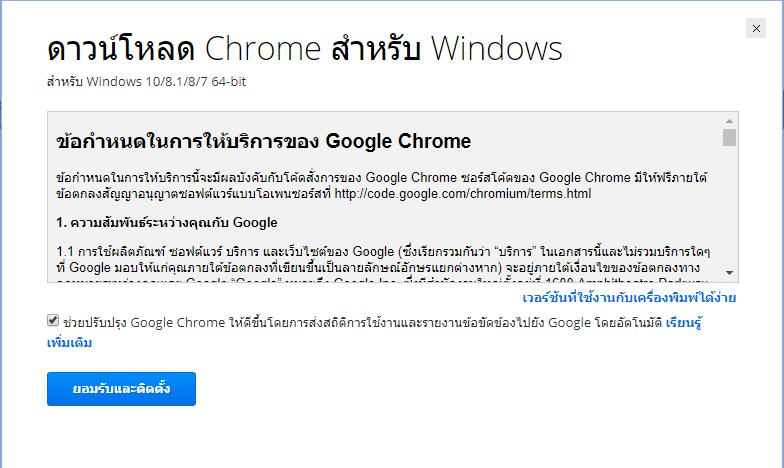 ดาวน์โหลด Chrome สำหรับ Windows
สำหรับ Windows 10/8.1/8/7 64-bit
ข้อกำหนดในการให้บริการของ Google Chrome
ข้อกำหนดในการให้บริการนี้จะมีผลบังคับกับโค้ดสั่งการของ Google Chrome ซอร์สโค้ดของ Google Chrome มีให้ฟรีภายใต้
ข้อตกลงสัญญาอนุญาตซอฟต์แวร์แบบโอเพนซอร์สที่ http://code.google.com/chromium/terms.html
1. ความสัมพันธ์ระหว่างคุณกับ Google
1.1 การใช้ผลิตภัณฑ์ ซอฟต์แวร์ บริการ และเว็บไซต์ของ Google (ซึ่งเรียกรวมกันว่า “บริการ” ในเอกสารนี้และไม่รวมบริการใดๆ
ที่ Google มอบให้แก่คุณภายใต้ข้อตกลงที่เขียนขึ้นเป็นลายลักษณ์อักษรแยกต่างหาก) จะอยู่ภายใต้เงื่อนไขของข้อตกลงทาง
เวอร์ชันที่ใช้งานกับเครื่องพิมพ์ได้ง่าย
ช่วยปรับปรุง Google Chrome ให้ดีขึ้นโดยการส่งสถิติการใช้งานและรายงานข้อขัดข้องไปยัง Google โดยอัตโนมัติ เรียนรู้
เพิ่มเติม
ยอมรับและติดตั้ง